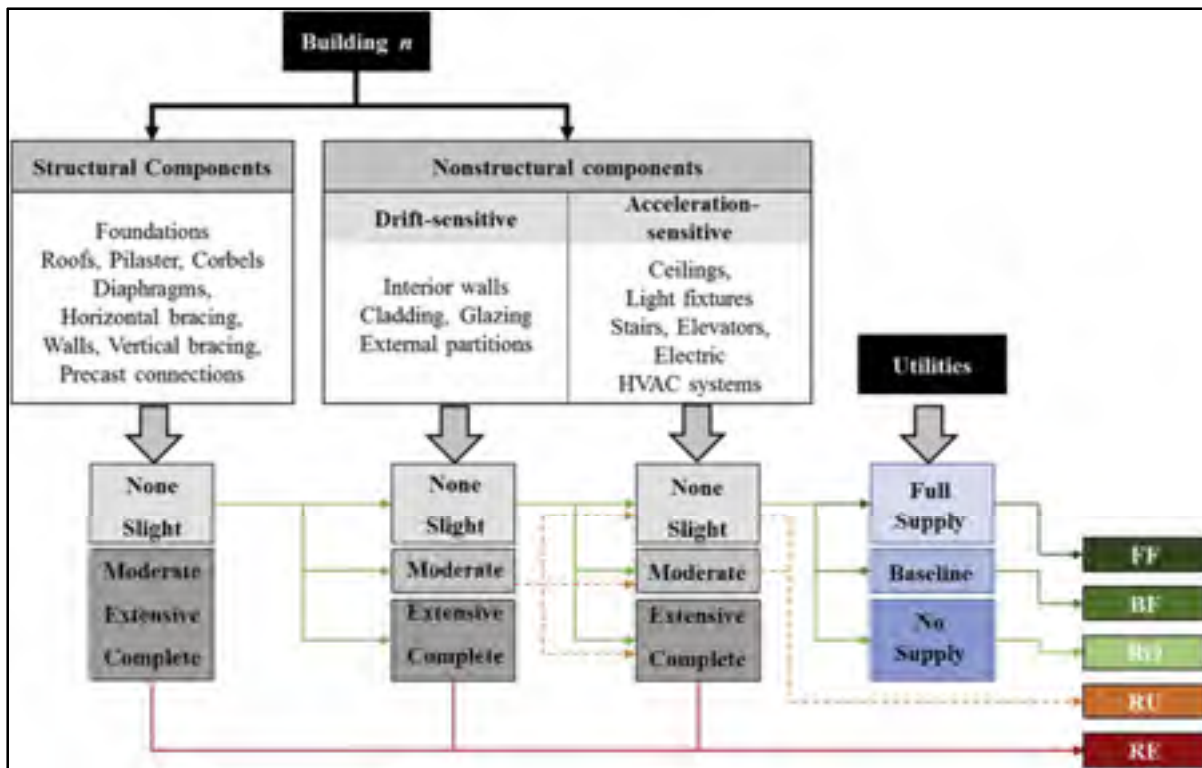 Building n
Structural Components
Foundations
Roofs, Pilaster, Corbels
Diaphragms,
Horizontal bracing,
Walls, Vertical bracing,
Precast connections
Nonstructural components
Drift-sensitive
Interior walls
Cladding, Glazing
External partitions
Acceleration-
sensitive
Ceilings,
Light fixtures
Stairs, Elevators,
Electric
HVAC systems
Utilities
None
Slight
Moderate
Extensive
Complete
None
Slight
Moderate
Extensive
Complete
None
Slight
Moderate
Extensive
Complete
Full
Supply
Baseline
No
Supply
FF
BF
RO
RU
RE